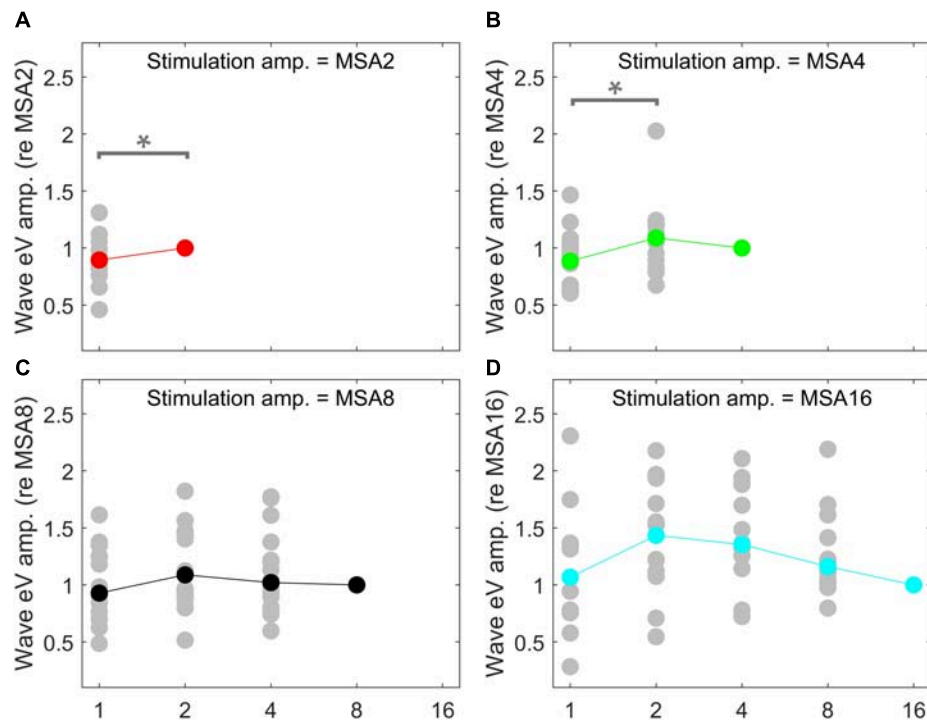 A
B
Stimulation amp. = MSA2
Stimulation amp. = MSA4
Wave eV amp. (re MSA2)
2.5
2
1.5
1
0.5
*
Wave eV amp. (re MSA4)
2.5
2
1.5
1
0.5
*
C
D
Stimulation amp. = MSA8
Stimulation amp. = MSA16
Wave eV amp. (re MSA8)
2.5
2
1.5
1
0.5
1 2 4 8 16
Wave eV amp. (re MSA16)
2.5
2
1.5
1
0.5
1 2 4 8 16